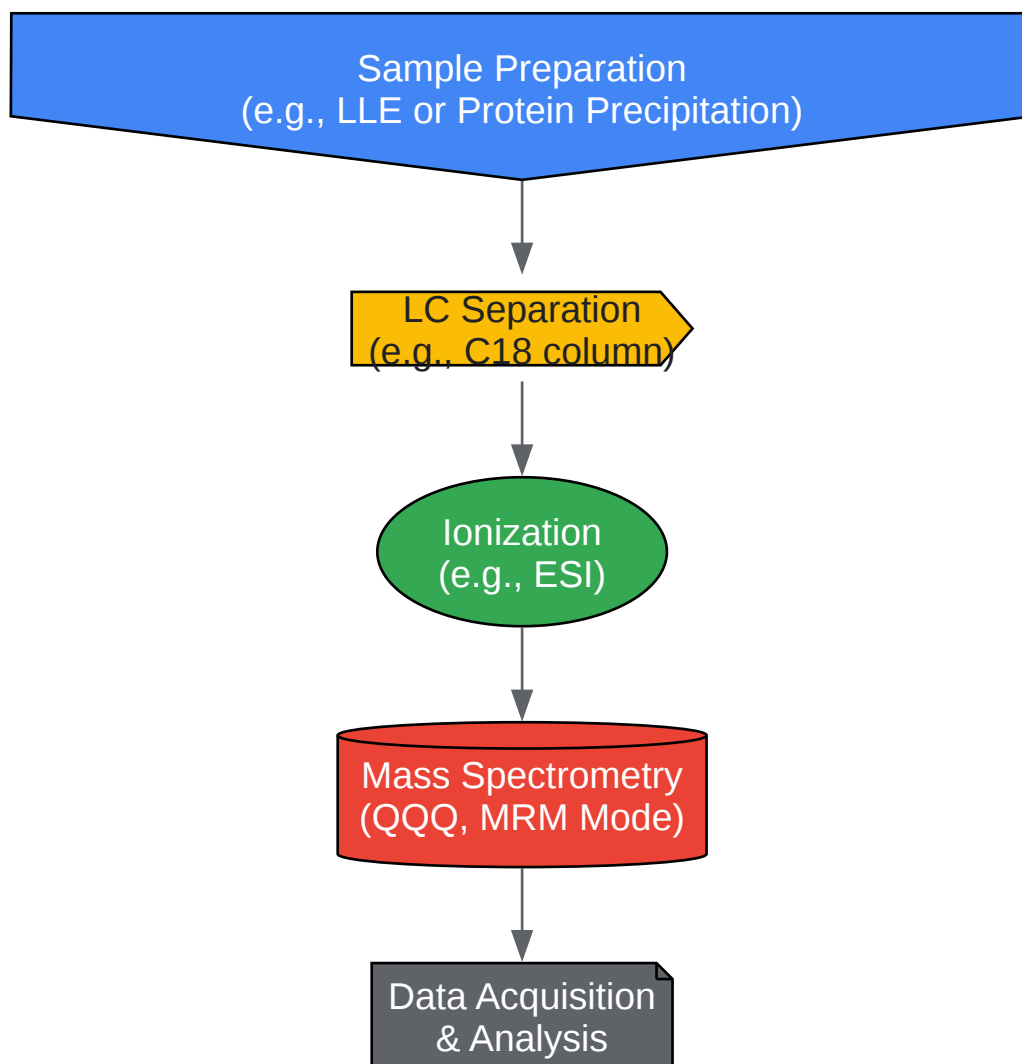 Sample Preparation
(e.g., LLE or Protein Precipitation)
LC Separation
(e.g., C18 column)
Ionization
(e.g., ESI)
Mass Spectrometry
(QQQ, MRM Mode)
Data Acquisition
& Analysis